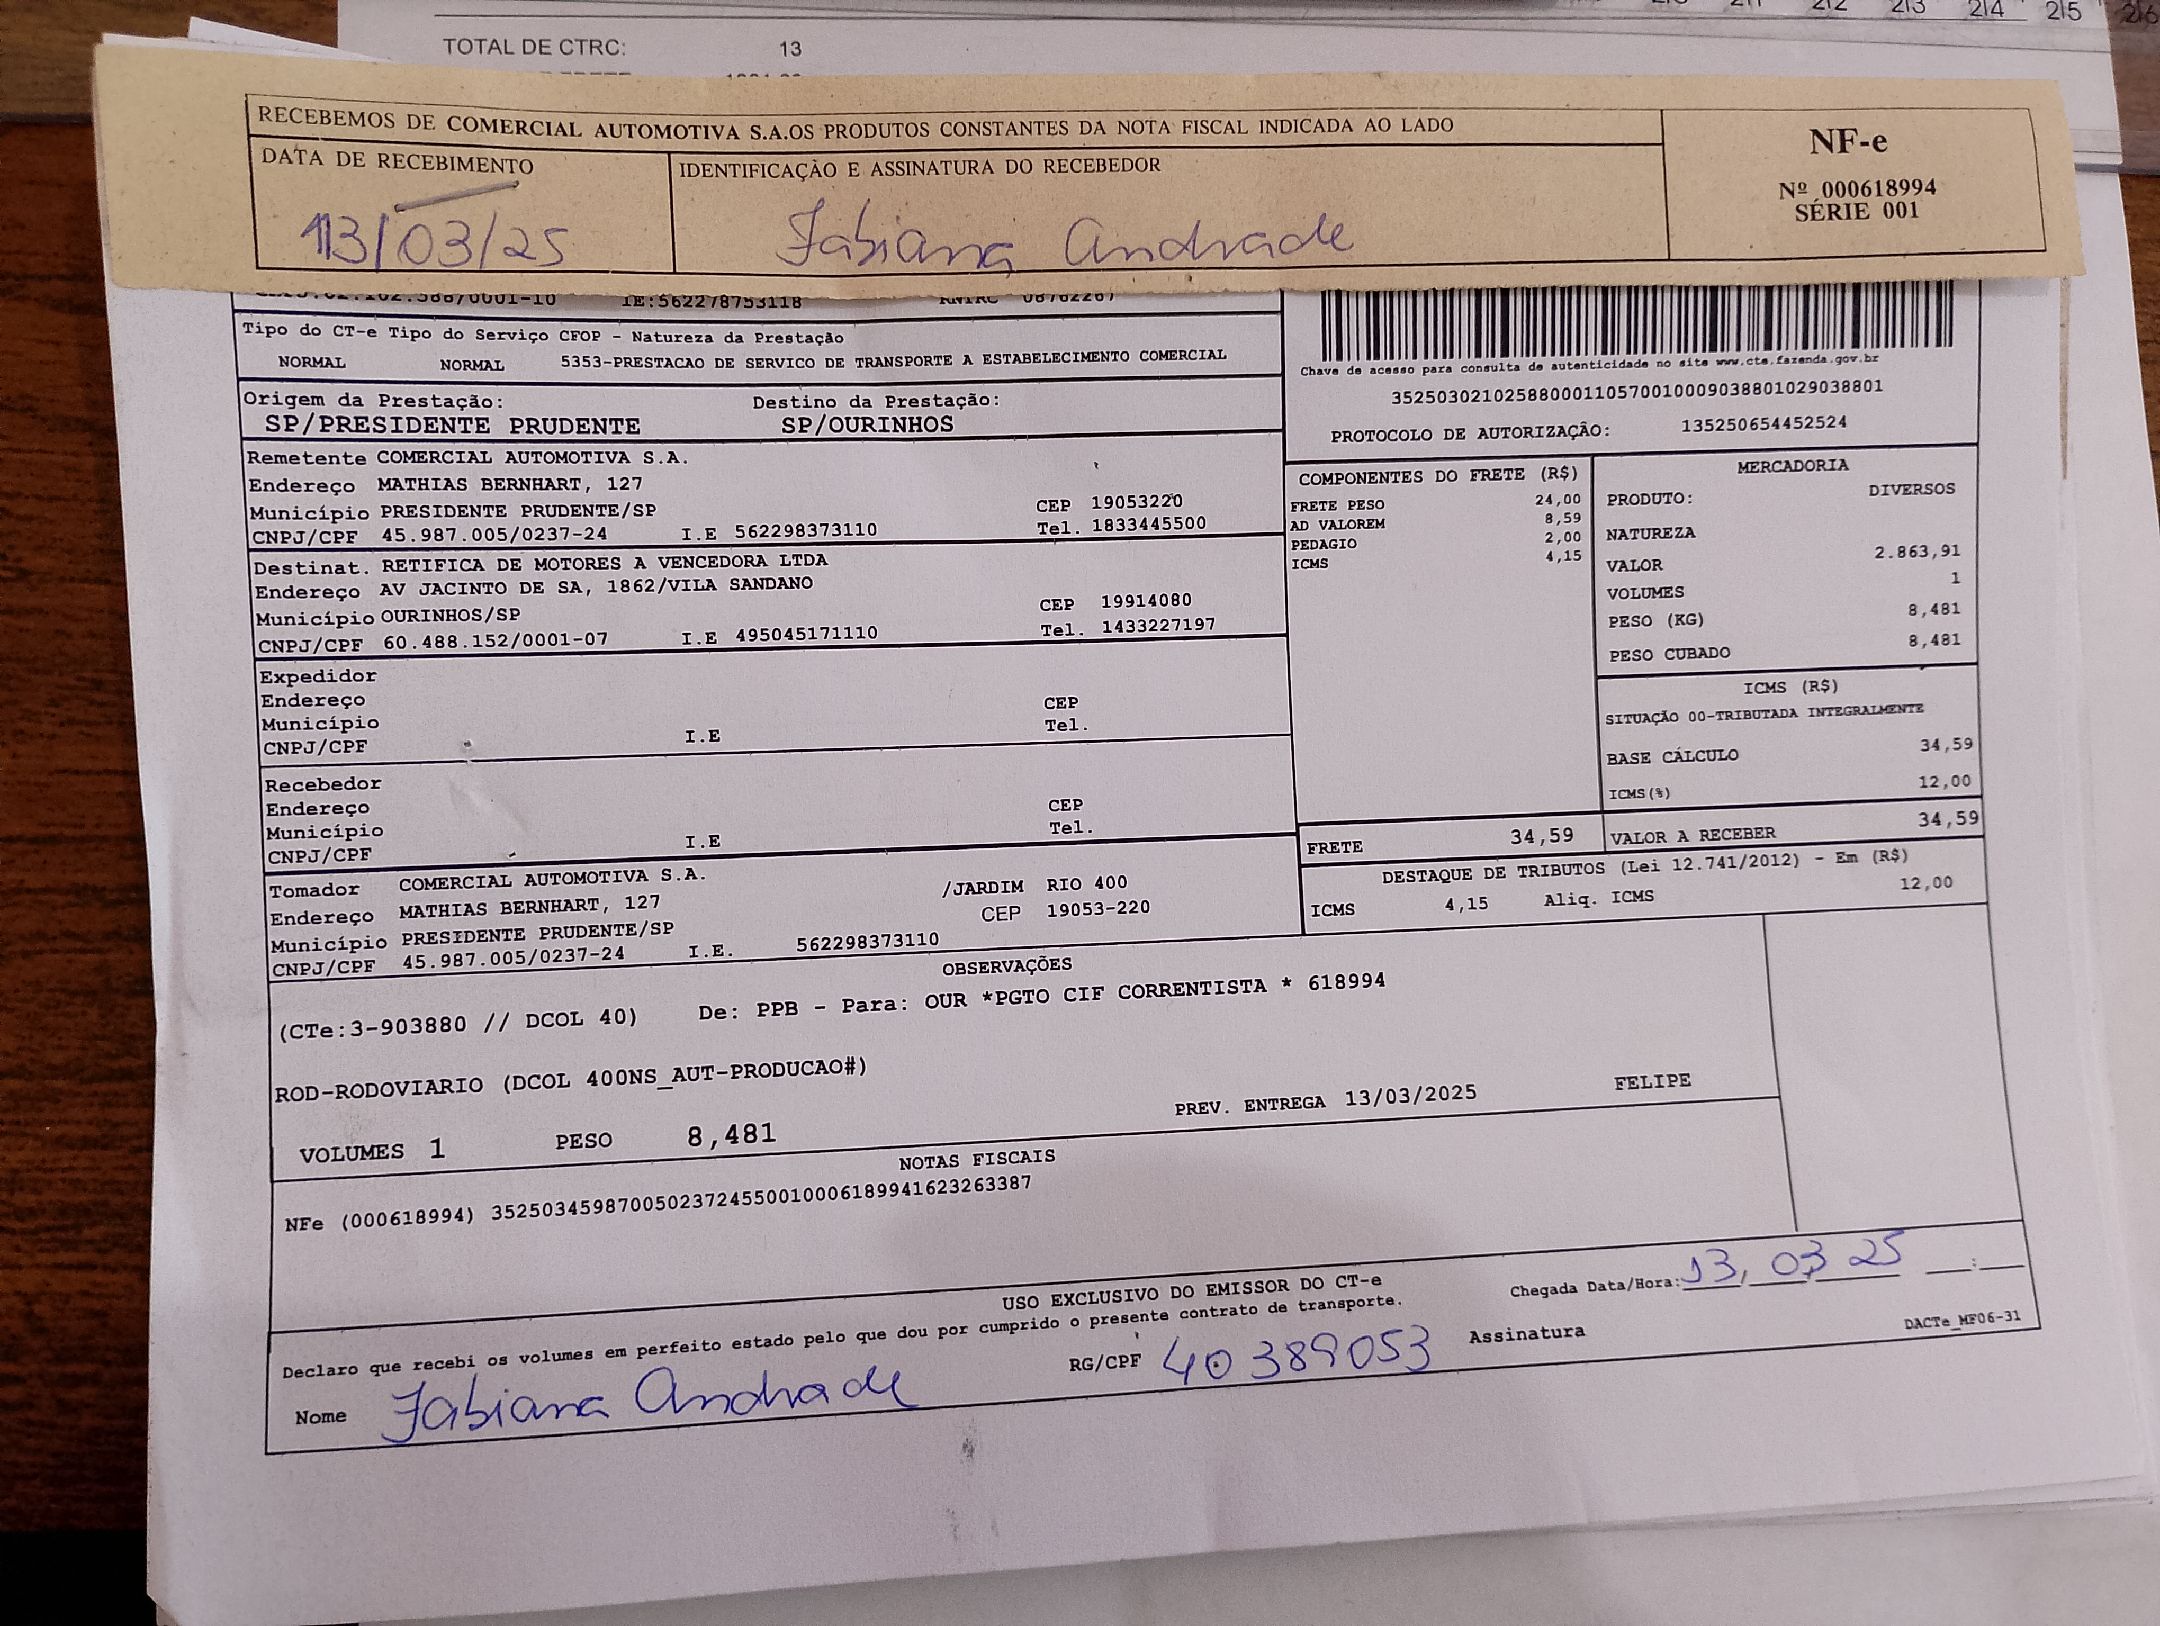 TOTAL DE CTRC: 13
RECEBEMOS DE COMERCIAL AUTOMOTIVA S.A.OS PRODUTOS CONSTANTES DA NOTA FISCAL INDICADA AO LADO
DATA DE RECEBIMENTO
13/03/25
IDENTIFICAÇÃO E ASSINATURA DO RECEBEDOR
Fabiana Andrade
NF-e
Nº 000618994
SÉRIE 001
IE:562278753118
Tipo do CT-e Tipo do Serviço CFOP - Natureza da Prestação
NORMAL NORMAL 5353-PRESTACAO DE SERVICO DE TRANSPORTE A ESTABELECIMENTO COMERCIAL
Chave de acesso para consulta de autenticidade no site www.cte.fazenda.gov.br
35250302102588000110570010009038801029038801
PROTOCOLO DE AUTORIZAÇÃO: 135250654452524
Origem da Prestação: Destino da Prestação:
SP/PRESIDENTE PRUDENTE SP/OURINHOS
Remetente COMERCIAL AUTOMOTIVA S.A.
Endereço MATHIAS BERNHART, 127
Município PRESIDENTE PRUDENTE/SP CEP 19053220
CNPJ/CPF 45.987.005/0237-24 I.E 562298373110 Tel. 1833445500
Destinat. RETIFICA DE MOTORES A VENCEDORA LTDA
Endereço AV JACINTO DE SA, 1862/VILA SANDANO
Município OURINHOS/SP CEP 19914080
CNPJ/CPF 60.488.152/0001-07 I.E 495045171110 Tel. 1433227197
Expedidor
Endereço CEP
Município Tel.
CNPJ/CPF I.E
Recebedor
Endereço CEP
Município Tel.
CNPJ/CPF I.E
Tomador COMERCIAL AUTOMOTIVA S.A.
Endereço MATHIAS BERNHART, 127 /JARDIM RIO 400
Município PRESIDENTE PRUDENTE/SP CEP 19053-220
CNPJ/CPF 45.987.005/0237-24 I.E. 562298373110
COMPONENTES DO FRETE (R$)
FRETE PESO 24,00
AD VALOREM 8,59
PEDAGIO 2,00
ICMS 4,15
MERCADORIA
PRODUTO: DIVERSOS
NATUREZA
VALOR 2.863,91
VOLUMES 1
PESO (KG) 8,481
PESO CUBADO 8,481
ICMS (R$)
SITUAÇÃO 00-TRIBUTADA INTEGRALMENTE
BASE CÁLCULO 34,59
ICMS(%) 12,00
FRETE 34,59 VALOR A RECEBER 34,59
DESTAQUE DE TRIBUTOS (Lei 12.741/2012) - Em (R$)
ICMS 4,15 Aliq. ICMS 12,00
OBSERVAÇÕES
(CTe:3-903880 // DCOL 40) De: PPB - Para: OUR *PGTO CIF CORRENTISTA * 618994
ROD-RODOVIARIO (DCOL 400NS_AUT-PRODUCAO#)
PREV. ENTREGA 13/03/2025 FELIPE
VOLUMES 1 PESO 8,481
NOTAS FISCAIS
NFe (000618994) 35250345987005023724550010006189941623263387
USO EXCLUSIVO DO EMISSOR DO CT-e
Declaro que recebi os volumes em perfeito estado pelo que dou por cumprido o presente contrato de transporte.
Chegada Data/Hora: 13, 03 25 __:__
Nome Fabiana Andrade RG/CPF 40389053 Assinatura
DACTe_MF06-31